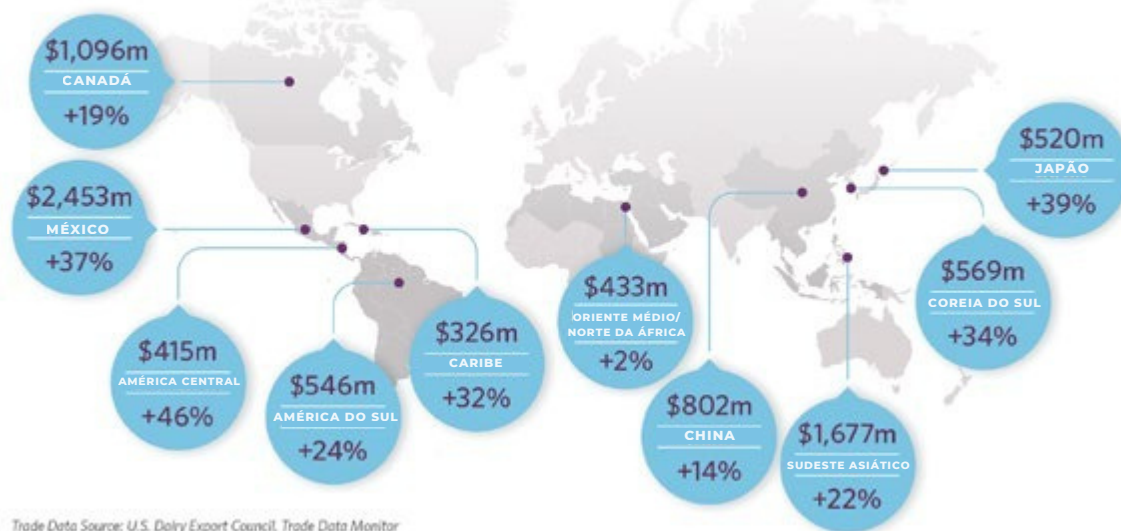 $1,096m
CANADÁ
+19%
$2,453m
MÉXICO
+37%
$415m
AMÉRICA CENTRAL
+46%
$546m
AMÉRICA DO SUL
+24%
$326m
CARIBE
+32%
$433m
ORIENTE MÉDIO/
NORTE DA ÁFRICA
+2%
$802m
CHINA
+14%
$1,677m
SUDESTE ASIÁTICO
+22%
$569m
COREIA DO SUL
+34%
$520m
JAPÃO
+39%
Trade Data Source: U.S. Dairy Export Council, Trade Data Monitor